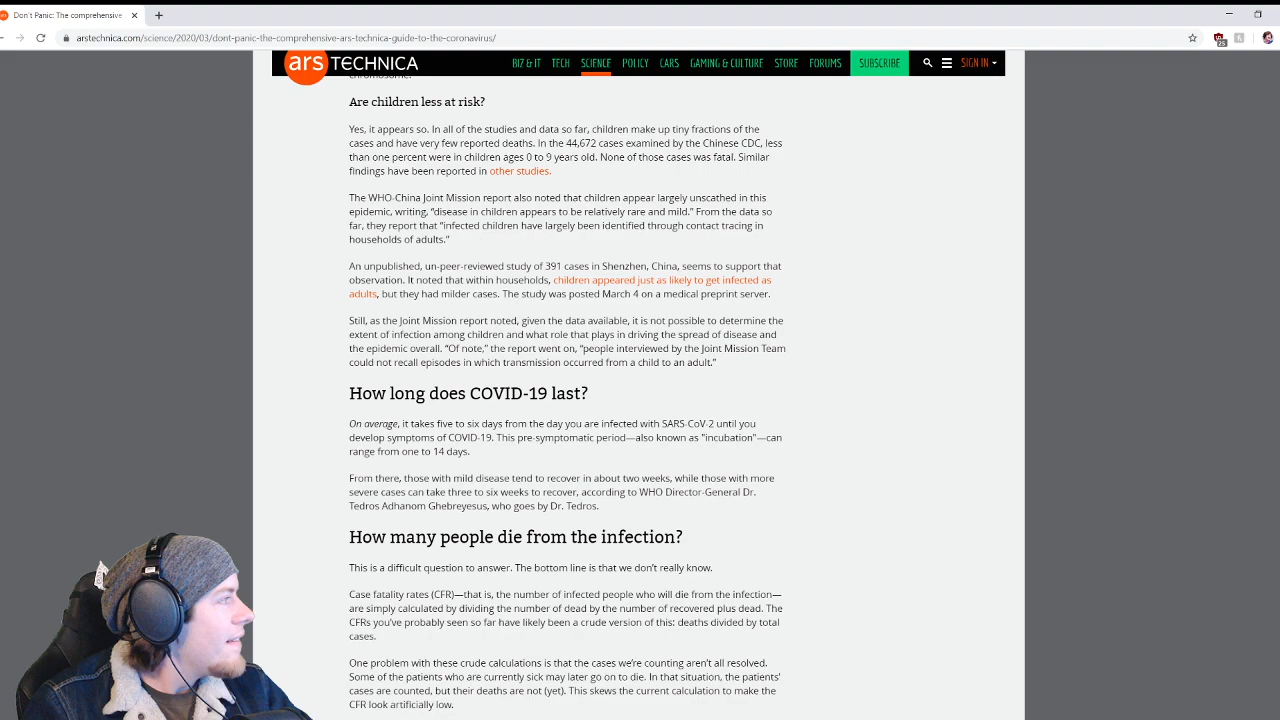 Don't Panic: The comprehensive
arstechnica.com/science/2020/03/dont-panic-the-comprehensive-ars-technica-guide-to-the-coronavirus/
25
ars TECHNICA BIZ & IT TECH SCIENCE POLICY CARS GAMING & CULTURE STORE FORUMS SUBSCRIBE SIGN IN
chromosome.
Are children less at risk?
Yes, it appears so. In all of the studies and data so far, children make up tiny fractions of the
cases and have very few reported deaths. In the 44,672 cases examined by the Chinese CDC, less
than one percent were in children ages 0 to 9 years old. None of those cases was fatal. Similar
findings have been reported in other studies.
The WHO-China Joint Mission report also noted that children appear largely unscathed in this
epidemic, writing, “disease in children appears to be relatively rare and mild.” From the data so
far, they report that “infected children have largely been identified through contact tracing in
households of adults.”
An unpublished, un-peer-reviewed study of 391 cases in Shenzhen, China, seems to support that
observation. It noted that within households, children appeared just as likely to get infected as
adults, but they had milder cases. The study was posted March 4 on a medical preprint server.
Still, as the Joint Mission report noted, given the data available, it is not possible to determine the
extent of infection among children and what role that plays in driving the spread of disease and
the epidemic overall. “Of note,” the report went on, “people interviewed by the Joint Mission Team
could not recall episodes in which transmission occurred from a child to an adult.”
How long does COVID-19 last?
On average, it takes five to six days from the day you are infected with SARS-CoV-2 until you
develop symptoms of COVID-19. This pre-symptomatic period—also known as "incubation"—can
range from one to 14 days.
From there, those with mild disease tend to recover in about two weeks, while those with more
severe cases can take three to six weeks to recover, according to WHO Director-General Dr.
Tedros Adhanom Ghebreyesus, who goes by Dr. Tedros.
How many people die from the infection?
This is a difficult question to answer. The bottom line is that we don’t really know.
Case fatality rates (CFR)—that is, the number of infected people who will die from the infection—
are simply calculated by dividing the number of dead by the number of recovered plus dead. The
CFRs you’ve probably seen so far have likely been a crude version of this: deaths divided by total
cases.
One problem with these crude calculations is that the cases we’re counting aren’t all resolved.
Some of the patients who are currently sick may later go on to die. In that situation, the patients’
cases are counted, but their deaths are not (yet). This skews the current calculation to make the
CFR look artificially low.